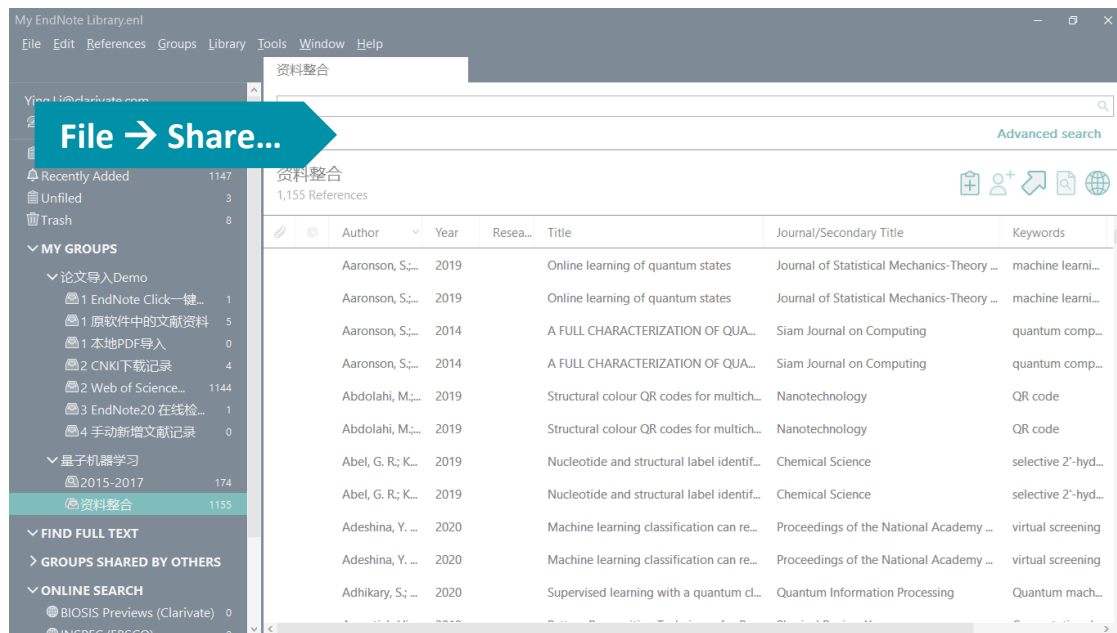 My EndNote Library.enl
File Edit References Groups Library Tools Window Help
资料整合
File → Share...
Advanced search
Recently Added 1147
Unfiled 3
Trash 8
MY GROUPS
论文导入Demo
1 EndNote Click一键... 1
1 原软件中的文献资料 5
1 本地PDF导入 0
2 CNKI下载记录 4
2 Web of Science... 1144
3 EndNote20 在线检... 1
4 手动新增文献记录 0
量子机器学习
2015-2017 174
资料整合 1155
FIND FULL TEXT
GROUPS SHARED BY OTHERS
ONLINE SEARCH
BIOSIS Previews (Clarivate) 0
资料整合
1,155 References
Author Year Resea... Title Journal/Secondary Title Keywords
Aaronson, S.;... 2019 Online learning of quantum states Journal of Statistical Mechanics-Theory ... machine learni...
Aaronson, S.;... 2019 Online learning of quantum states Journal of Statistical Mechanics-Theory ... machine learni...
Aaronson, S.;... 2014 A FULL CHARACTERIZATION OF QUA... Siam Journal on Computing quantum comp...
Aaronson, S.;... 2014 A FULL CHARACTERIZATION OF QUA... Siam Journal on Computing quantum comp...
Abdolahi, M.;... 2019 Structural colour QR codes for multich... Nanotechnology QR code
Abdolahi, M.;... 2019 Structural colour QR codes for multich... Nanotechnology QR code
Abel, G. R.; K... 2019 Nucleotide and structural label identif... Chemical Science selective 2'-hyd...
Abel, G. R.; K... 2019 Nucleotide and structural label identif... Chemical Science selective 2'-hyd...
Adeshina, Y. ... 2020 Machine learning classification can re... Proceedings of the National Academy ... virtual screening
Adeshina, Y. ... 2020 Machine learning classification can re... Proceedings of the National Academy ... virtual screening
Adhikary, S.; ... 2020 Supervised learning with a quantum cl... Quantum Information Processing Quantum mach...